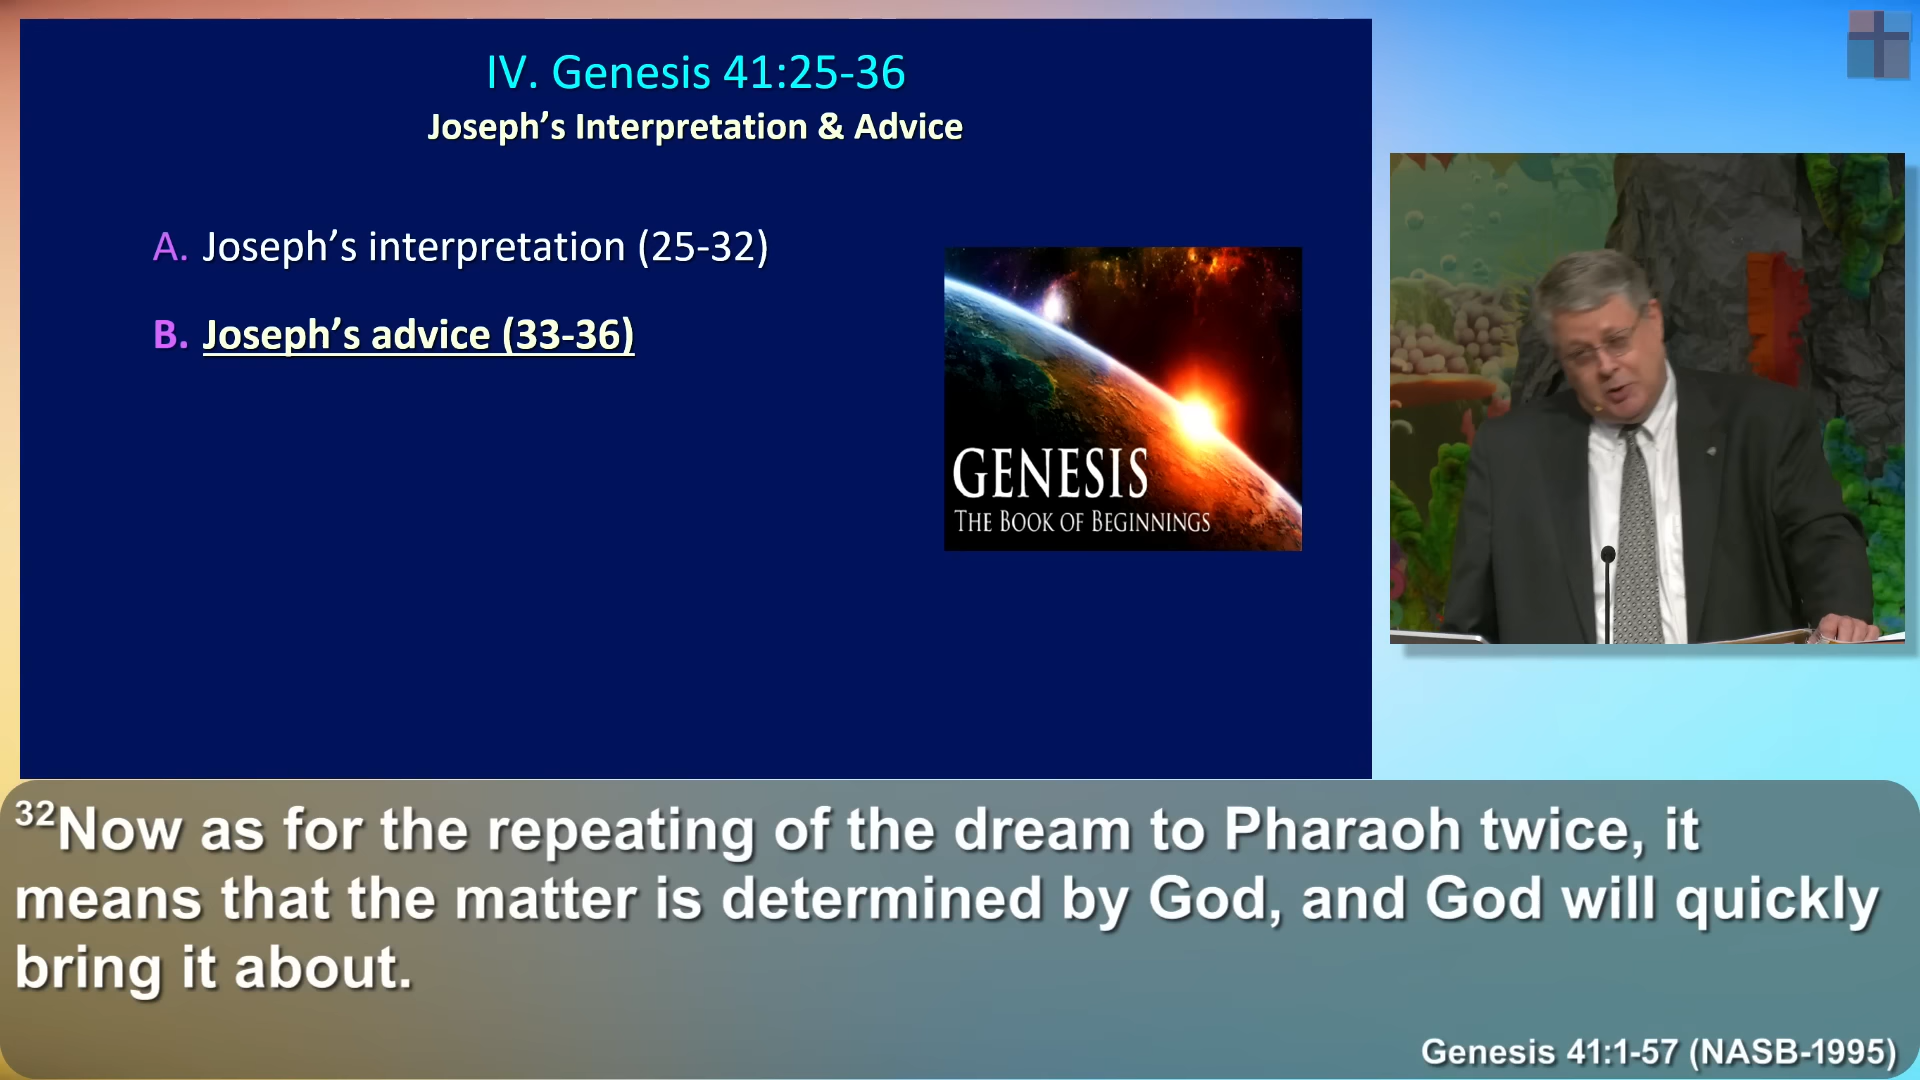 IV. Genesis 41:25-36
Joseph’s Interpretation & Advice
A. Joseph’s interpretation (25-32)
B. Joseph’s advice (33-36)
GENESIS
THE BOOK OF BEGINNINGS
32Now as for the repeating of the dream to Pharaoh twice, it
means that the matter is determined by God, and God will quickly
bring it about.
Genesis 41:1-57 (NASB-1995)